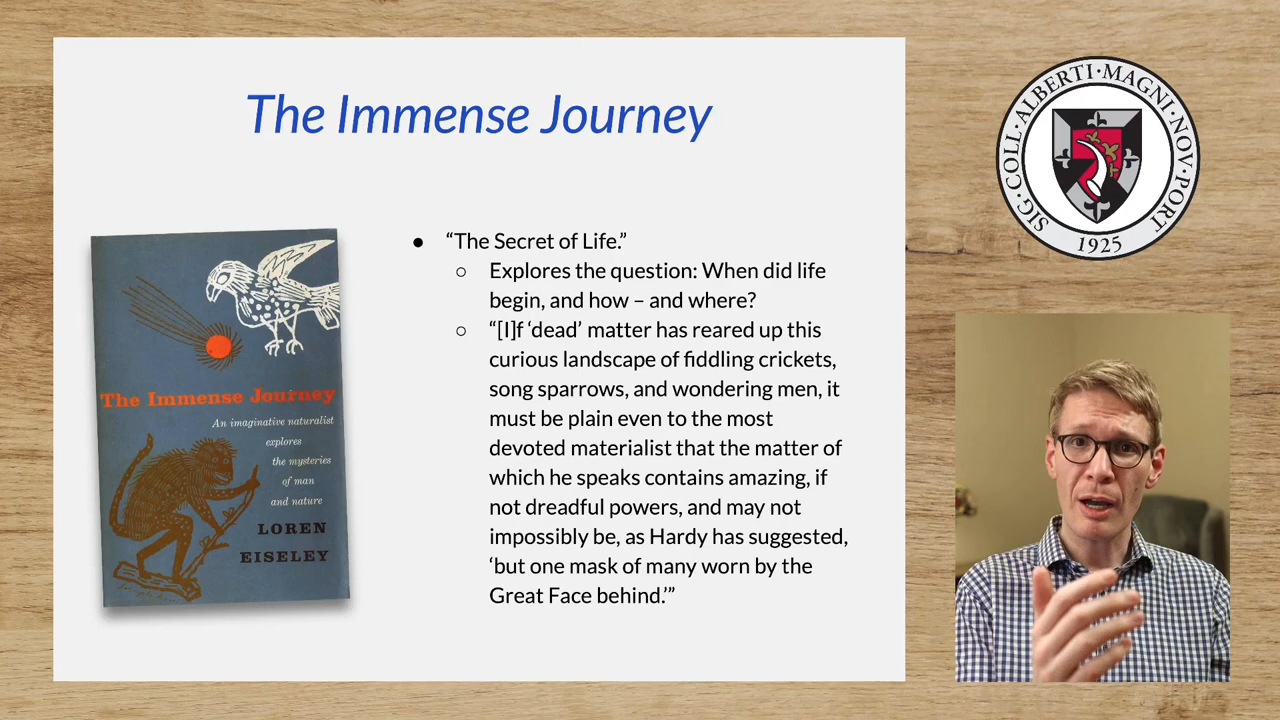 The Immense Journey
The Immense Journey
An imaginative naturalist
explores
the mysteries
of man
and nature
LOREN
EISELEY
● “The Secret of Life.”
○ Explores the question: When did life
begin, and how – and where?
○ “[I]f ‘dead’ matter has reared up this
curious landscape of fiddling crickets,
song sparrows, and wondering men, it
must be plain even to the most
devoted materialist that the matter of
which he speaks contains amazing, if
not dreadful powers, and may not
impossibly be, as Hardy has suggested,
‘but one mask of many worn by the
Great Face behind.’”
SIG·COLL·ALBERTI·MAGNI·NOV·PORT
1925